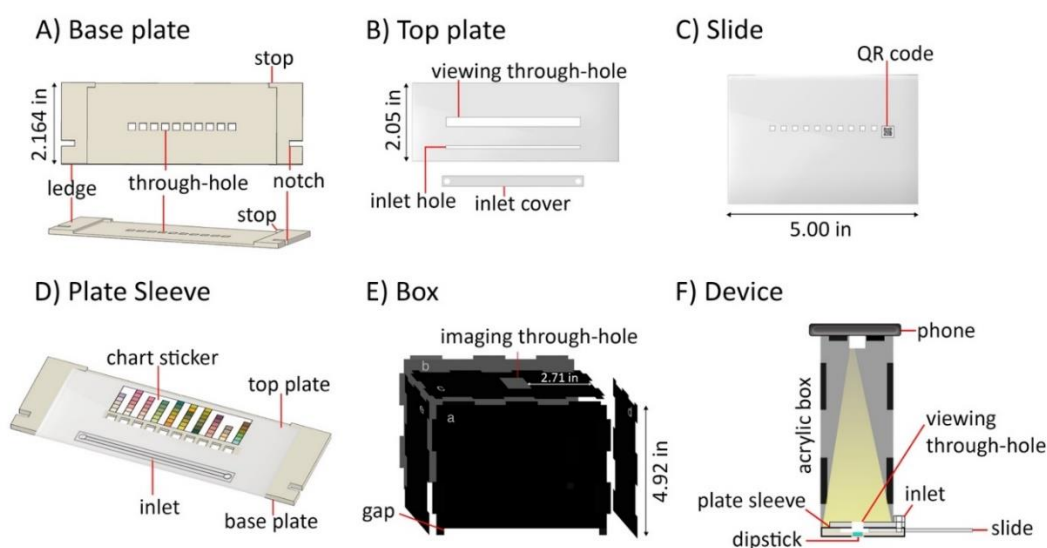 A) Base plate
stop
2.164 in
ledge
through-hole
notch
stop
B) Top plate
viewing through-hole
2.05 in
inlet hole
inlet cover
C) Slide
QR code
5.00 in
D) Plate Sleeve
chart sticker
top plate
inlet
base plate
E) Box
imaging through-hole
b
2.71 in
c
a
4.92 in
gap
F) Device
phone
acrylic box
viewing
through-hole
plate sleeve
inlet
dipstick
slide